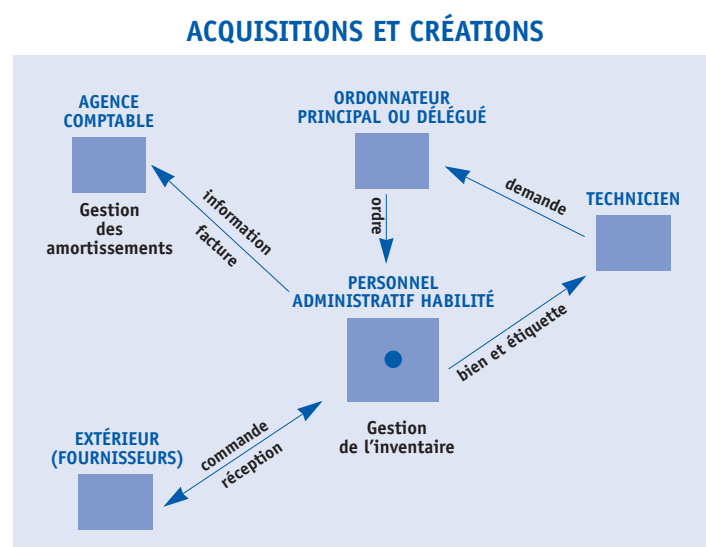 ACQUISITIONS ET CRÉATIONS
AGENCE
COMPTABLE
Gestion
des
amortissements
ORDONNATEUR
PRINCIPAL OU DÉLÉGUÉ
demande
TECHNICIEN
information
facture
ordre
PERSONNEL
ADMINISTRATIF HABILITÉ
bien et étiquette
Gestion
de l'inventaire
commande
réception
EXTÉRIEUR
(FOURNISSEURS)